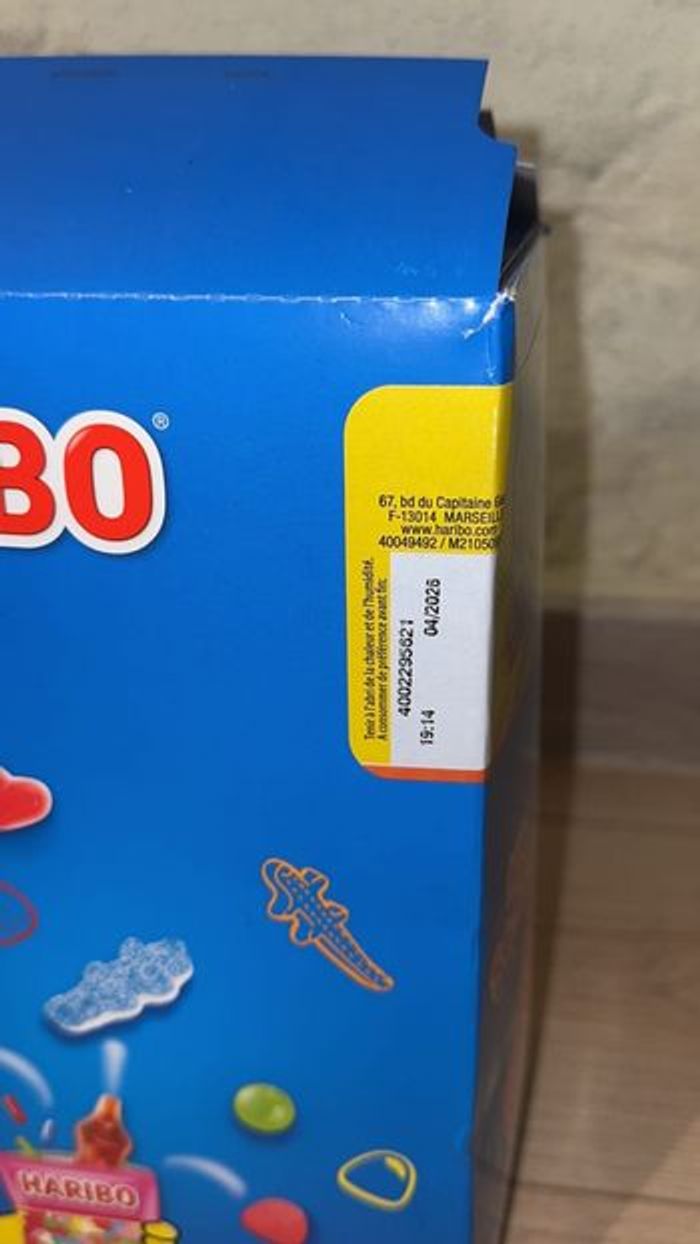 BO®
67, bd du Capitaine
F-13014 MARSEIL
www.haribo.com
40049492 / M21050
Tenir à l'abri de la chaleur et de l'humidité.
A consommer de préférence avant fin:
4002295621
19:14 04/2026
HARIBO